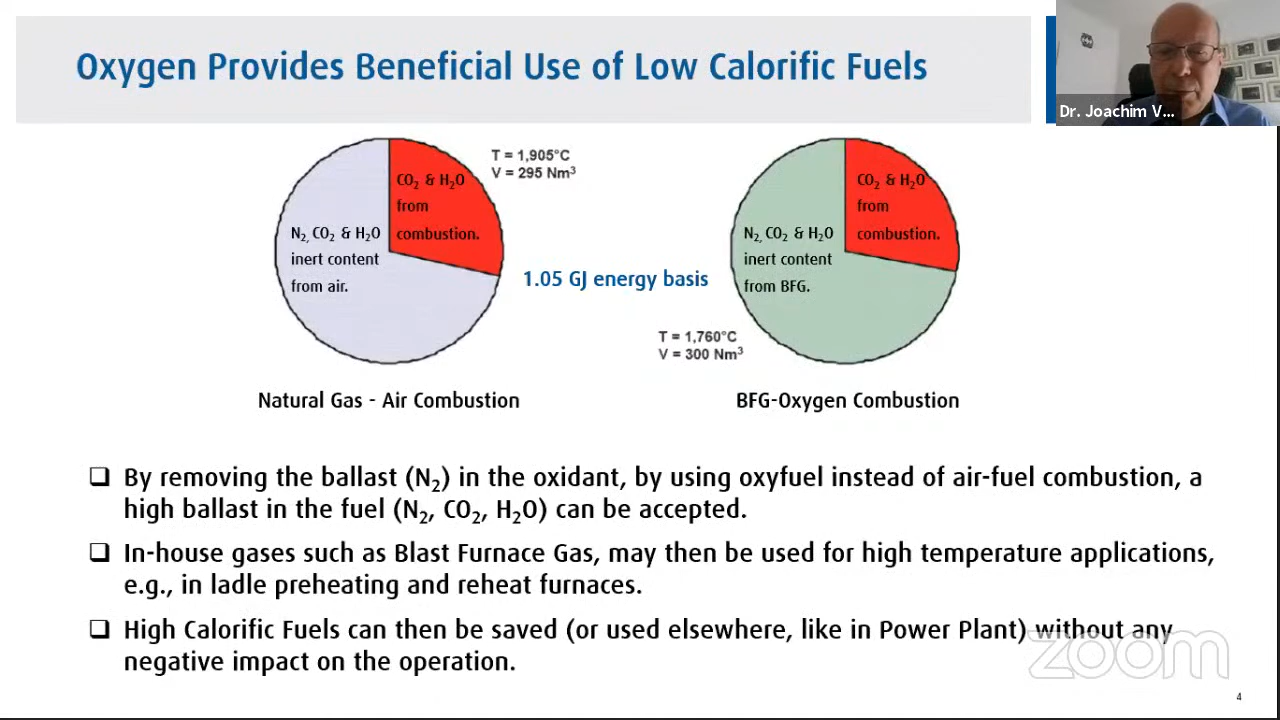 Oxygen Provides Beneficial Use of Low Calorific Fuels
Dr. Joachim V...
T = 1,905°C
V = 295 Nm³
CO₂ & H₂O
from
combustion.
N₂, CO₂ & H₂O
inert content
from air.
1.05 GJ energy basis
CO₂ & H₂O
from
combustion.
N₂, CO₂ & H₂O
inert content
from BFG.
T = 1,760°C
V = 300 Nm³
Natural Gas - Air Combustion
BFG-Oxygen Combustion
❑ By removing the ballast (N₂) in the oxidant, by using oxyfuel instead of air-fuel combustion, a
high ballast in the fuel (N₂, CO₂, H₂O) can be accepted.
❑ In-house gases such as Blast Furnace Gas, may then be used for high temperature applications,
e.g., in ladle preheating and reheat furnaces.
❑ High Calorific Fuels can then be saved (or used elsewhere, like in Power Plant) without any
negative impact on the operation.
zoom
4